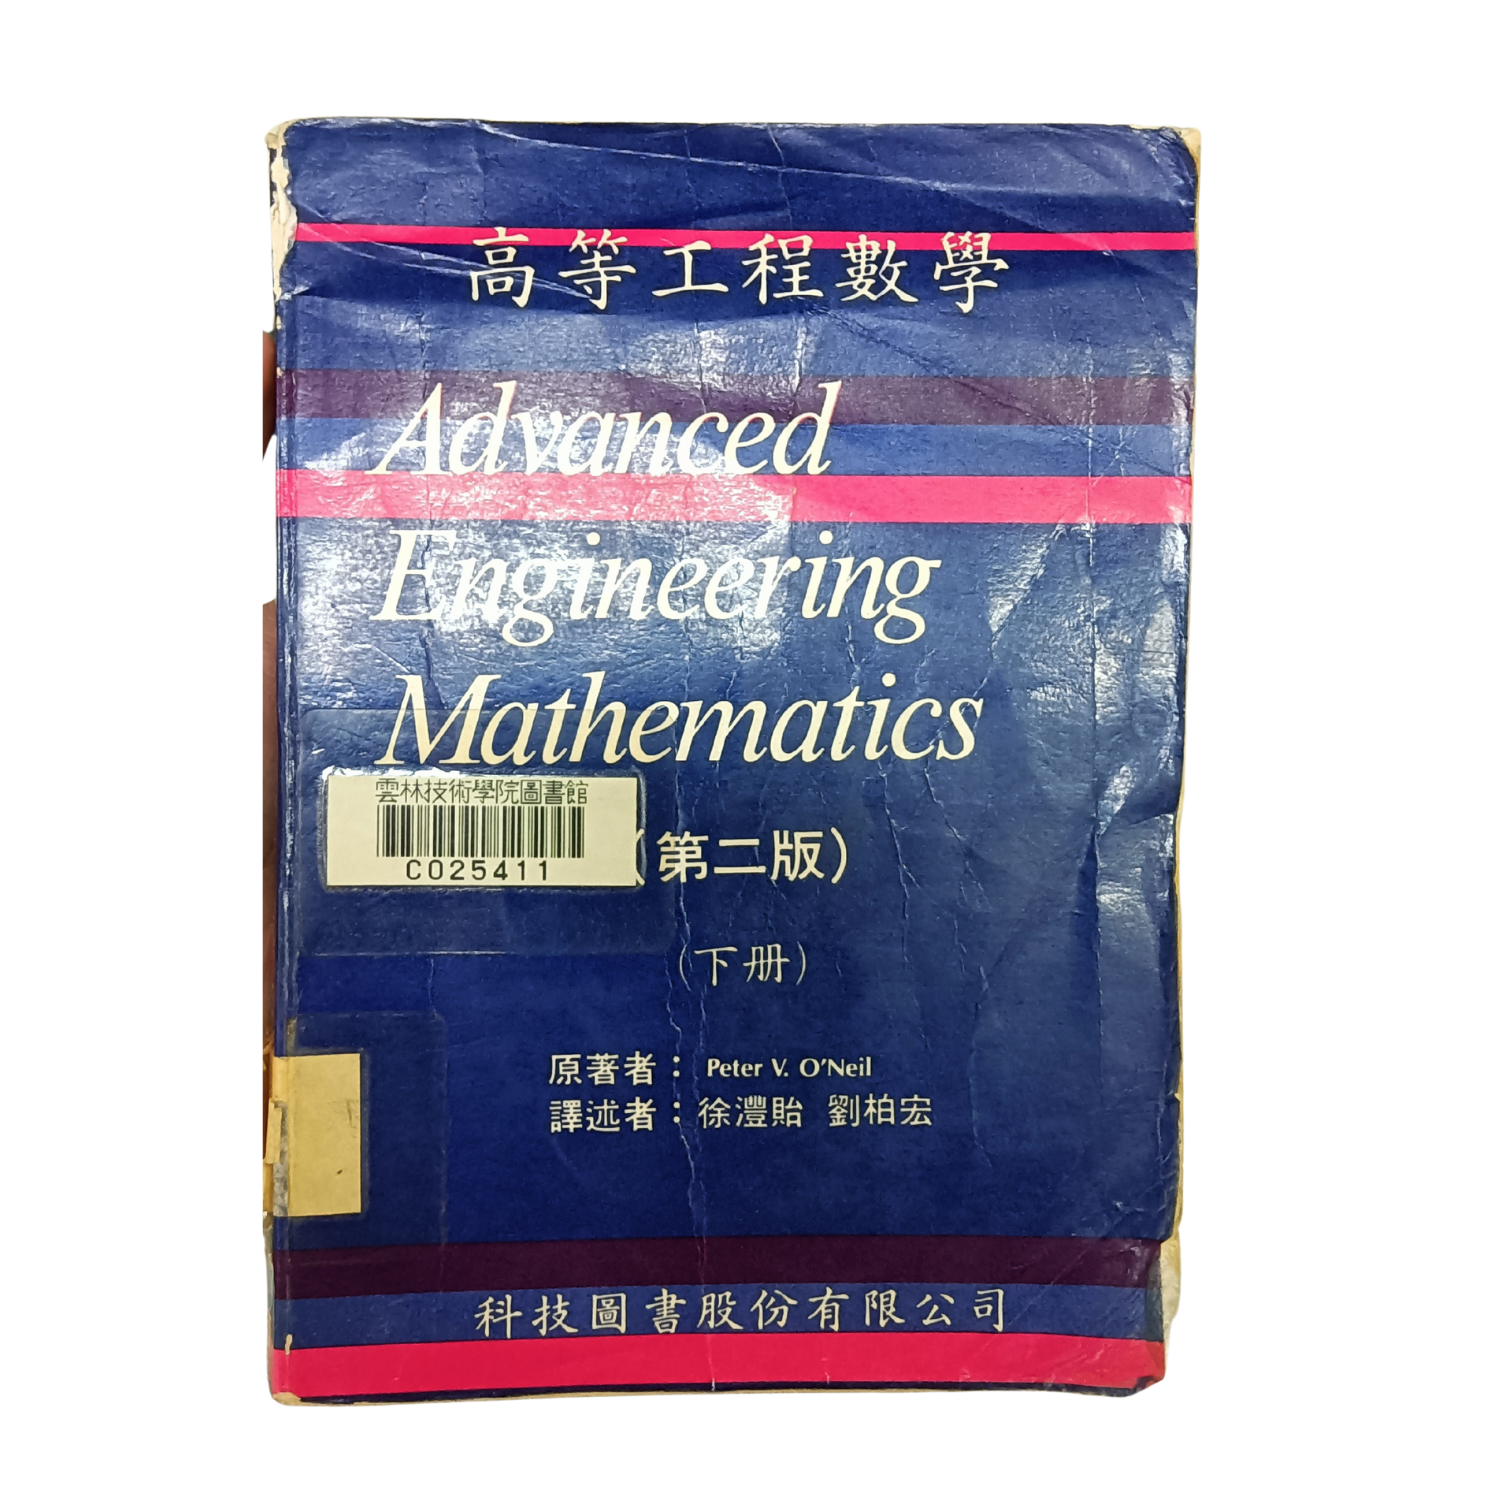 高等工程數學
Advanced
Engineering
Mathematics
雲林技術學院圖書館
C025411
(第二版)
(下册)
原著者：Peter V. O'Neil
譯述者：徐灃貽 劉柏宏
科技圖書股份有限公司